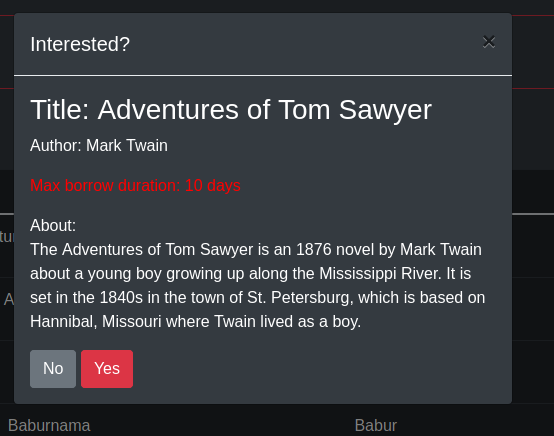 Interested?
×
Title: Adventures of Tom Sawyer
Author: Mark Twain
Max borrow duration: 10 days
About:
The Adventures of Tom Sawyer is an 1876 novel by Mark Twain
about a young boy growing up along the Mississippi River. It is
set in the 1840s in the town of St. Petersburg, which is based on
Hannibal, Missouri where Twain lived as a boy.
No Yes
Baburnama Babur